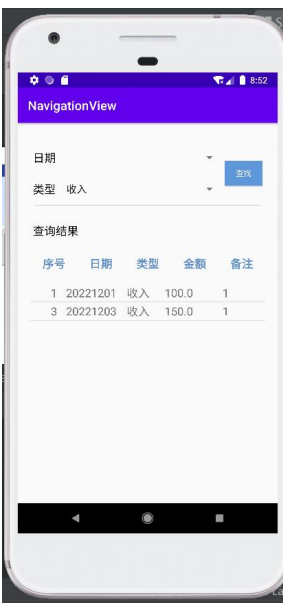 8:52
NavigationView
日期
查找
类型 收入
查询结果
序号 日期 类型 金额 备注
1 20221201 收入 100.0 1
3 20221203 收入 150.0 1